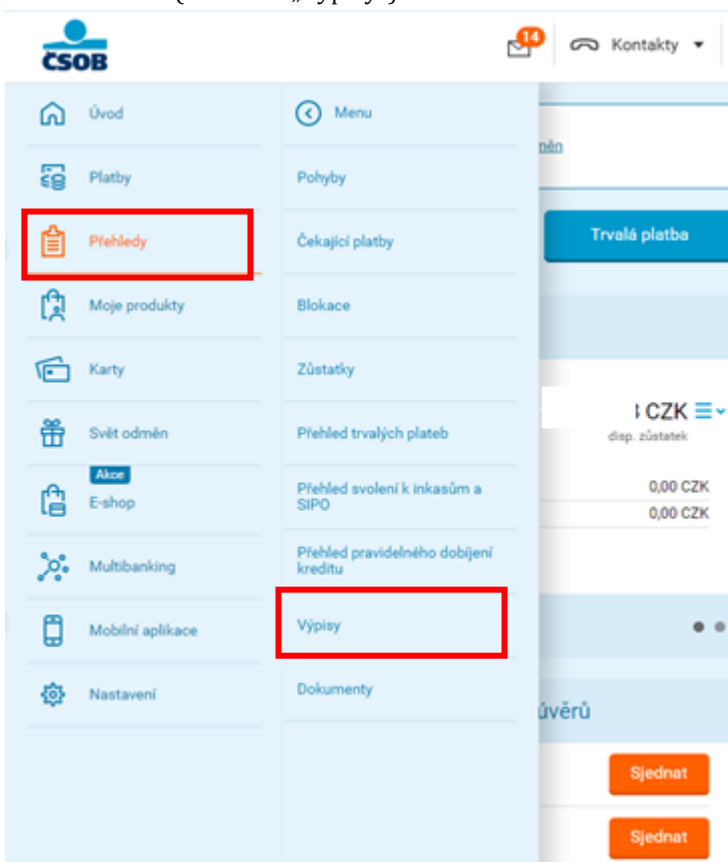 14
Kontakty
ČSOB
Úvod
Platby
Přehledy
Moje produkty
Karty
Svět odměn
Akce
E-shop
Multibanking
Mobilní aplikace
Nastavení
Menu
Pohyby
Čekající platby
Blokace
Zůstatky
Přehled trvalých plateb
Přehled svolení k inkasům a
SIPO
Přehled pravidelného dobíjení
kreditu
Výpisy
Dokumenty
Trvalá platba
CZK
disp. zůstatek
0,00 CZK
0,00 CZK
úvěrů
Sjednat
Sjednat